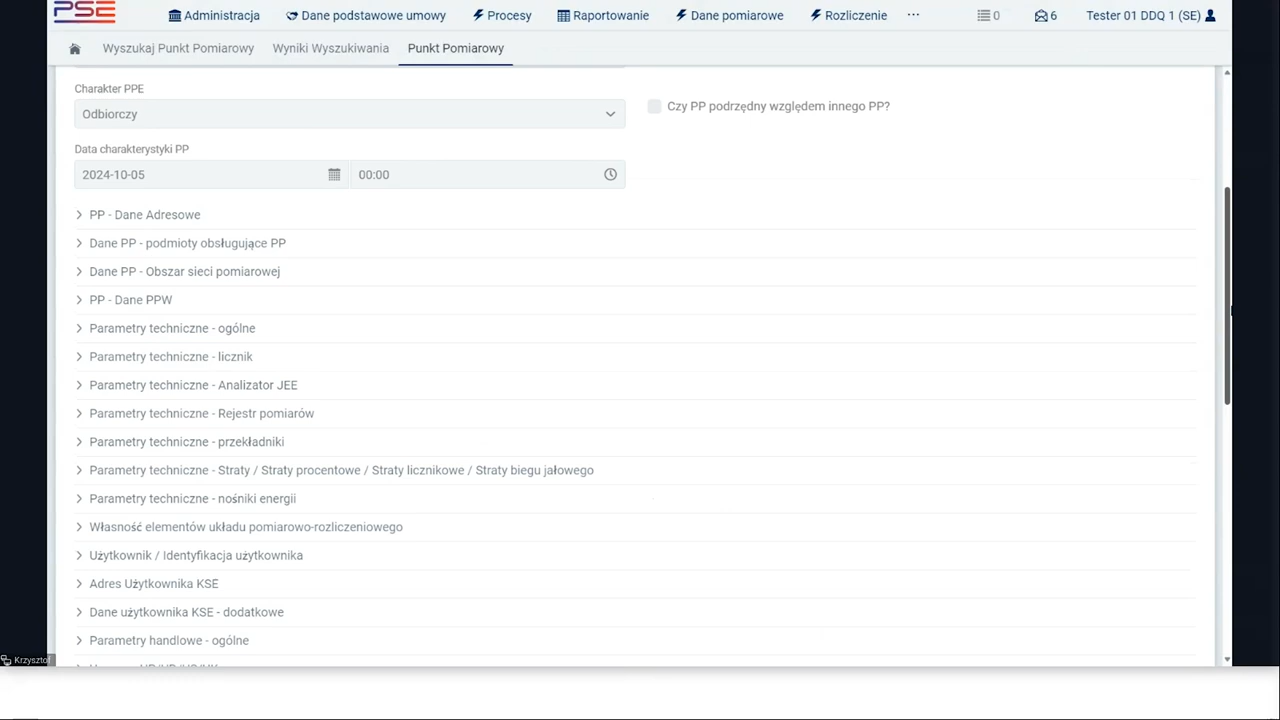 PSE
Administracja Dane podstawowe umowy Procesy Raportowanie Dane pomiarowe Rozliczenie ... 0 6 Tester 01 DDQ 1 (SE)
Wyszukaj Punkt Pomiarowy Wyniki Wyszukiwania Punkt Pomiarowy
Charakter PPE
Odbiorczy
Czy PP podrzędny względem innego PP?
Data charakterystyki PP
2024-10-05 00:00
PP - Dane Adresowe
Dane PP - podmioty obsługujące PP
Dane PP - Obszar sieci pomiarowej
PP - Dane PPW
Parametry techniczne - ogólne
Parametry techniczne - licznik
Parametry techniczne - Analizator JEE
Parametry techniczne - Rejestr pomiarów
Parametry techniczne - przekładniki
Parametry techniczne - Straty / Straty procentowe / Straty licznikowe / Straty biegu jałowego
Parametry techniczne - nośniki energii
Własność elementów układu pomiarowo-rozliczeniowego
Użytkownik / Identyfikacja użytkownika
Adres Użytkownika KSE
Dane użytkownika KSE - dodatkowe
Parametry handlowe - ogólne
Krzysztof